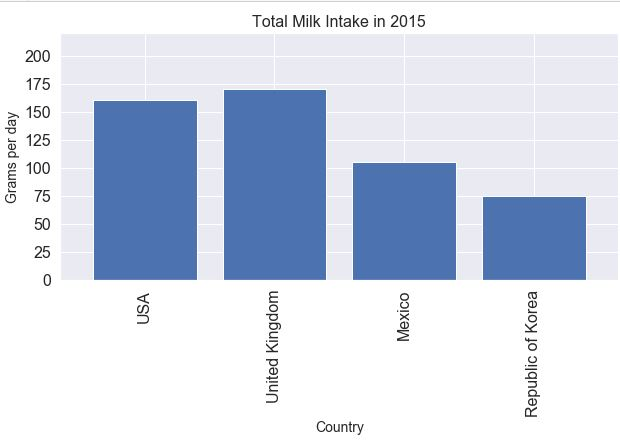 Total Milk Intake in 2015
Grams per day
200
175
150
125
100
75
50
25
0
USA
United Kingdom
Mexico
Republic of Korea
Country